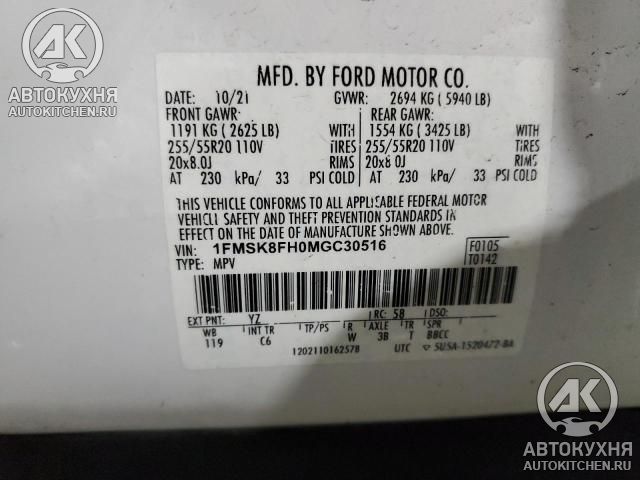 MFD. BY FORD MOTOR CO.
DATE: 10/21 GVWR: 2694 KG ( 5940 LB)
FRONT GAWR: REAR GAWR:
1191 KG ( 2625 LB) WITH 1554 KG ( 3425 LB) WITH
255/55R20 110V TIRES 255/55R20 110V TIRES
20x8.0J RIMS 20x8.0J RIMS
AT 230 kPa/ 33 PSI COLD AT 230 kPa/ 33 PSI COLD
THIS VEHICLE CONFORMS TO ALL APPLICABLE FEDERAL MOTOR
VEHICLE SAFETY AND THEFT PREVENTION STANDARDS IN
EFFECT ON THE DATE OF MANUFACTURE SHOWN ABOVE.
VIN: 1FMSK8FH0MGC30516 F0105
TYPE: MPV T0142
EXT PNT: YZ RC: 58 DSO:
WB INT TR TP/PS R AXLE TR SPR
119 C6 W 3B T BBCC
1202110162578 UTC ▽ 5USA-1520472-BA
АК
АВТОКУХНЯ
AUTOKITCHEN.RU
АК
АВТОКУХНЯ
AUTOKITCHEN.RU